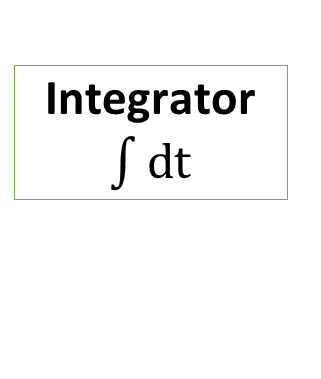 Integrator
∫ dt